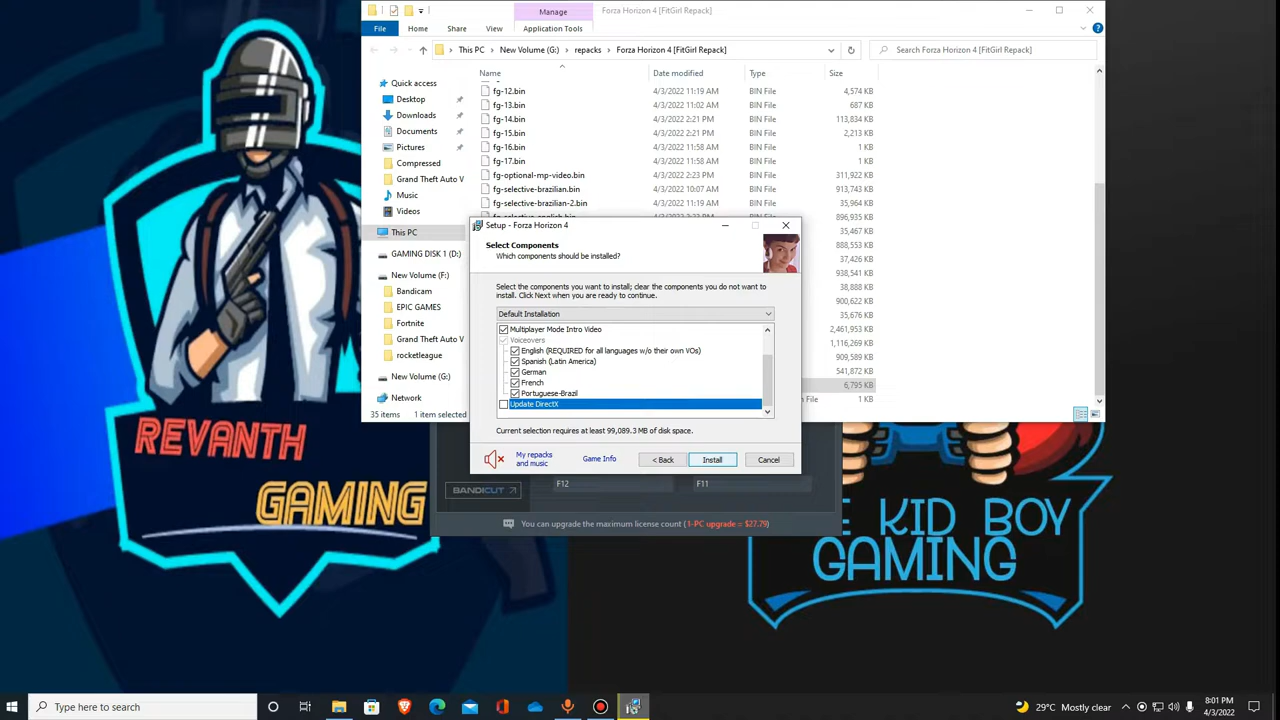 Manage
Forza Horizon 4 [FitGirl Repack]
File
Home
Share
View
Application Tools
This PC
New Volume (G:)
repacks
Forza Horizon 4 [FitGirl Repack]
Search Forza Horizon 4 [FitGirl Repack]
Name
Date modified
Type
Size
Quick access
Desktop
Downloads
Documents
Pictures
Compressed
Grand Theft Auto V
Music
Videos
This PC
GAMING DISK 1 (D:)
New Volume (F:)
Bandicam
EPIC GAMES
Fortnite
Grand Theft Auto V
rocketleague
New Volume (G:)
Network
fg-12.bin 4/3/2022 11:19 AM BIN File 4,574 KB
fg-13.bin 4/3/2022 11:02 AM BIN File 687 KB
fg-14.bin 4/3/2022 2:21 PM BIN File 113,834 KB
fg-15.bin 4/3/2022 2:21 PM BIN File 2,213 KB
fg-16.bin 4/3/2022 11:58 AM BIN File 1 KB
fg-17.bin 4/3/2022 11:58 AM BIN File 1 KB
fg-optional-mp-video.bin 4/3/2022 2:23 PM BIN File 311,922 KB
fg-selective-brazilian.bin 4/3/2022 10:07 AM BIN File 913,743 KB
fg-selective-brazilian-2.bin 4/3/2022 11:19 AM BIN File 35,964 KB
fg-selective-english.bin 4/3/2022 BIN File 896,935 KB
35,467 KB
888,553 KB
37,426 KB
938,541 KB
38,888 KB
900,622 KB
35,676 KB
2,461,953 KB
1,116,269 KB
909,589 KB
541,872 KB
6,795 KB
File 1 KB
35 items
1 item selected
Setup - Forza Horizon 4
Select Components
Which components should be installed?
Select the components you want to install; clear the components you do not want to
install. Click Next when you are ready to continue.
Default Installation
Multiplayer Mode Intro Video
Voiceovers
English (REQUIRED for all languages w/o their own VOs)
Spanish (Latin America)
German
French
Portuguese-Brazil
Update DirectX
Current selection requires at least 99,089.3 MB of disk space.
My repacks
and music
Game Info
< Back
Install
Cancel
BANDICUT
F12
F11
You can upgrade the maximum license count (1-PC upgrade = $27.79)
REVANTH
GAMING
E KID BOY
GAMING
Type here to search
29°C Mostly clear
8:01 PM
4/3/2022